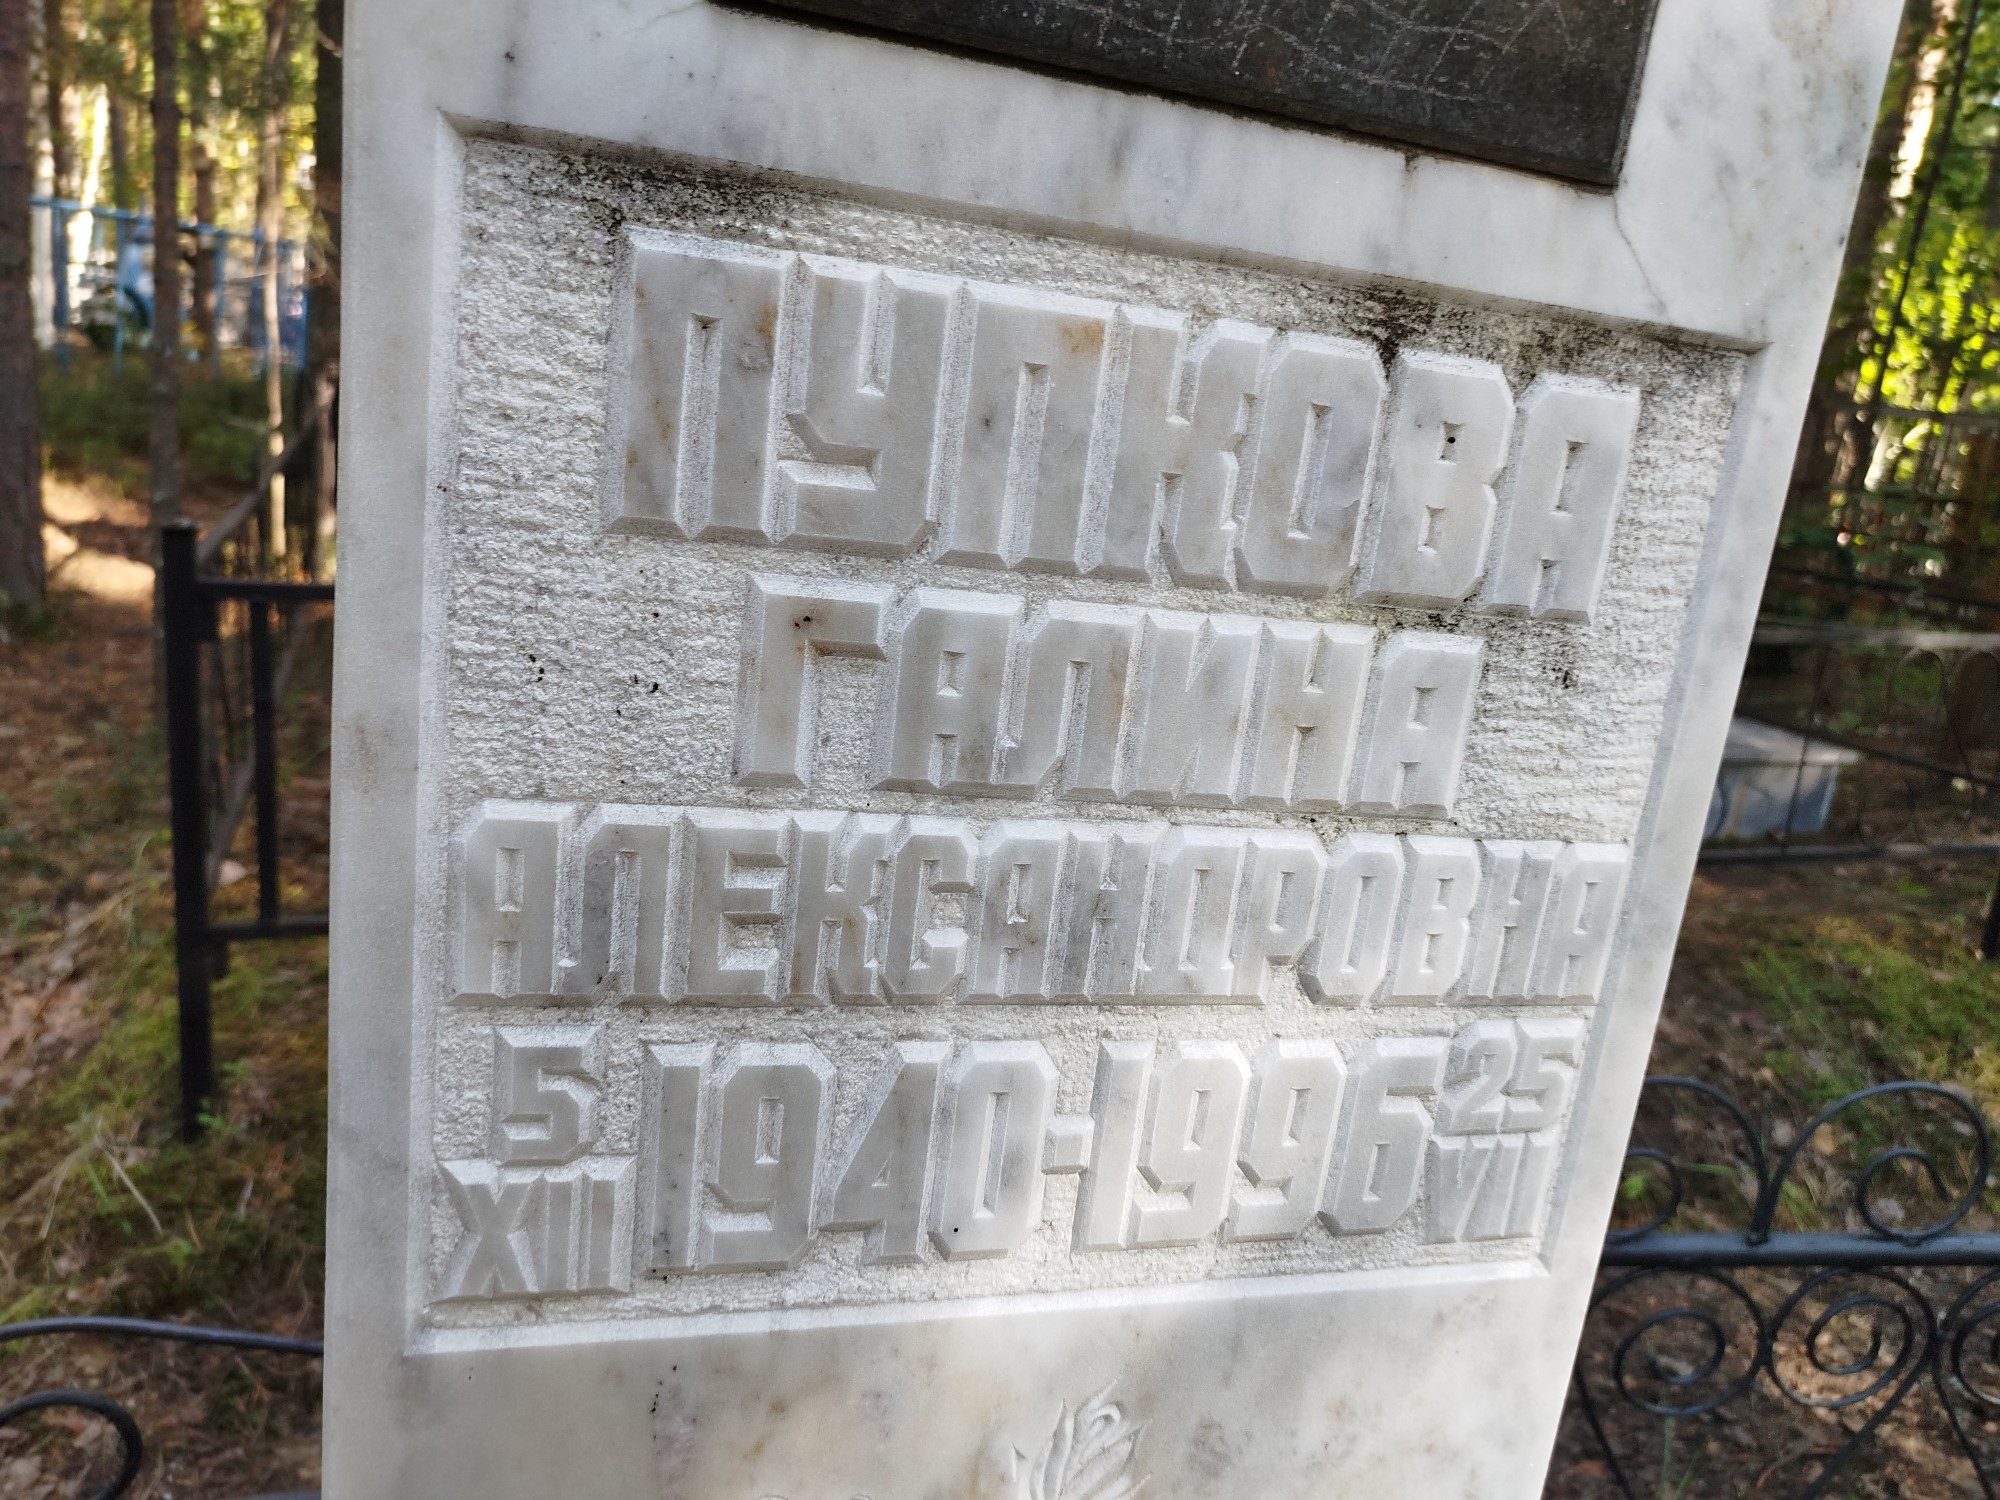 ПУПКОВА
ГАЛИНА
АЛЕКСАНДРОВНА
5 XII 1940-1996 25 VII